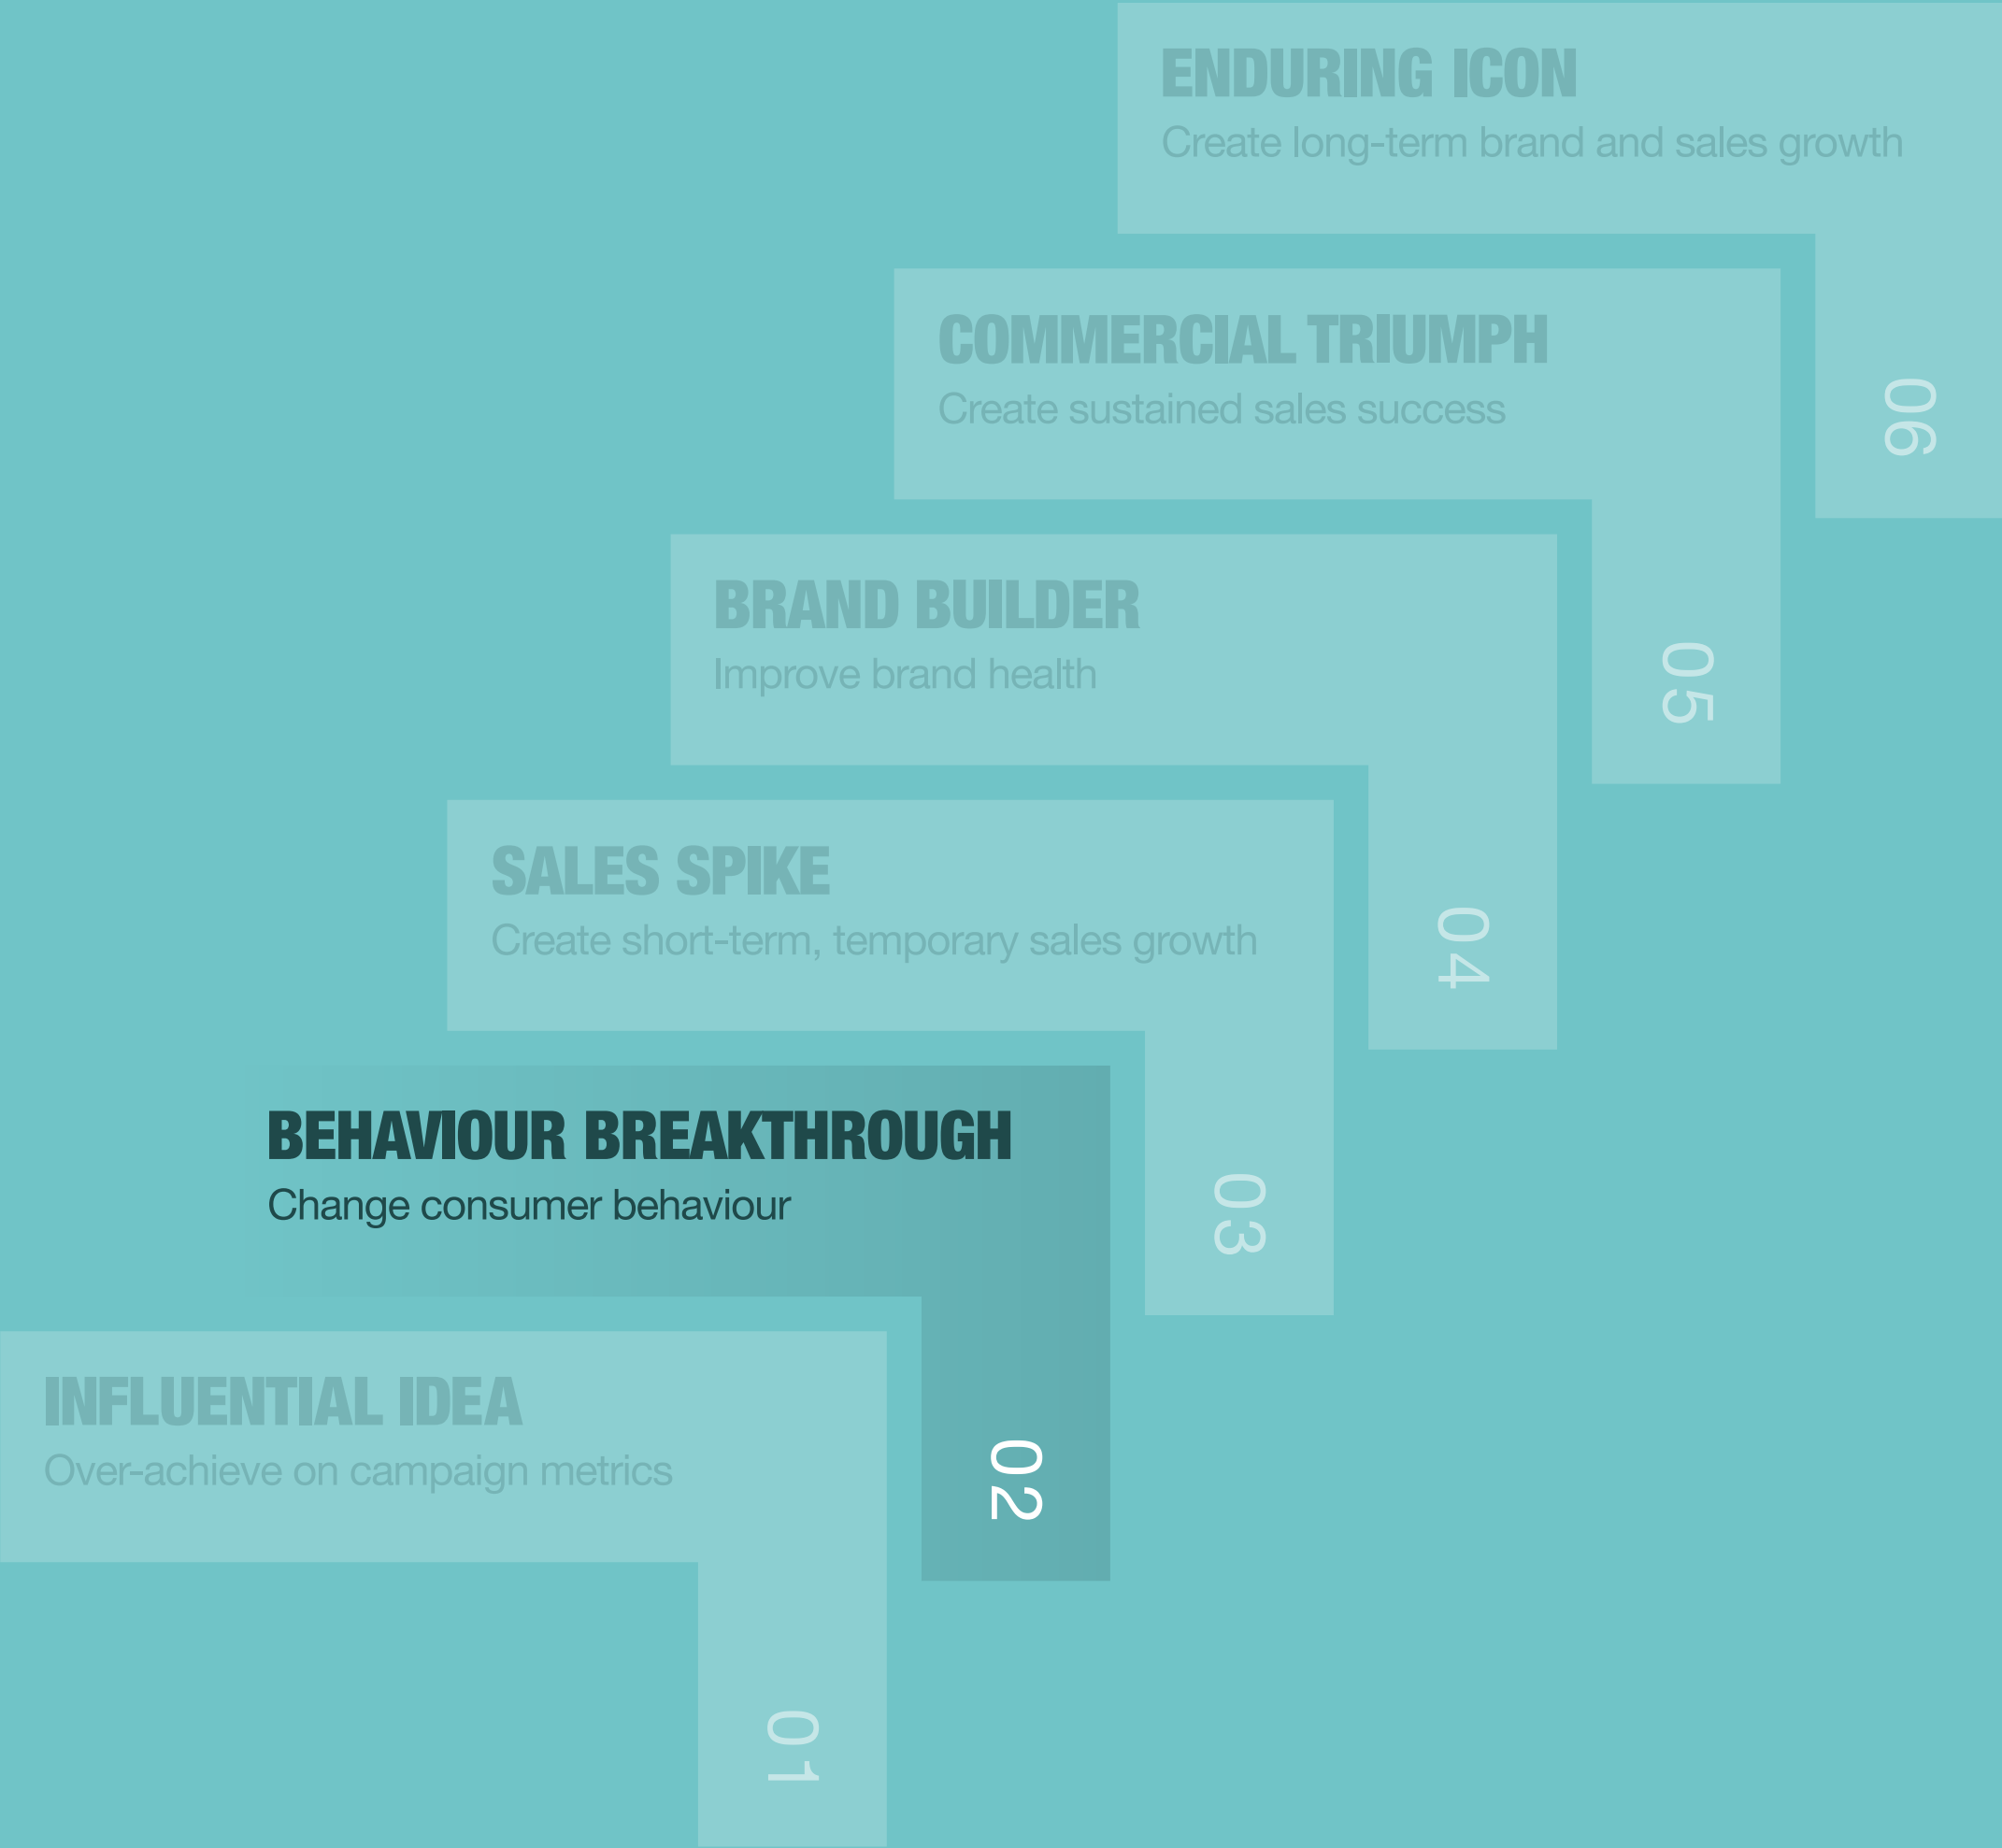 ENDURING ICON
Create long-term brand and sales growth
06
COMMERCIAL TRIUMPH
Create sustained sales success
05
BRAND BUILDER
Improve brand health
04
SALES SPIKE
Create short-term, temporary sales growth
03
BEHAVIOUR BREAKTHROUGH
Change consumer behaviour
02
INFLUENTIAL IDEA
Over-achieve on campaign metrics
01